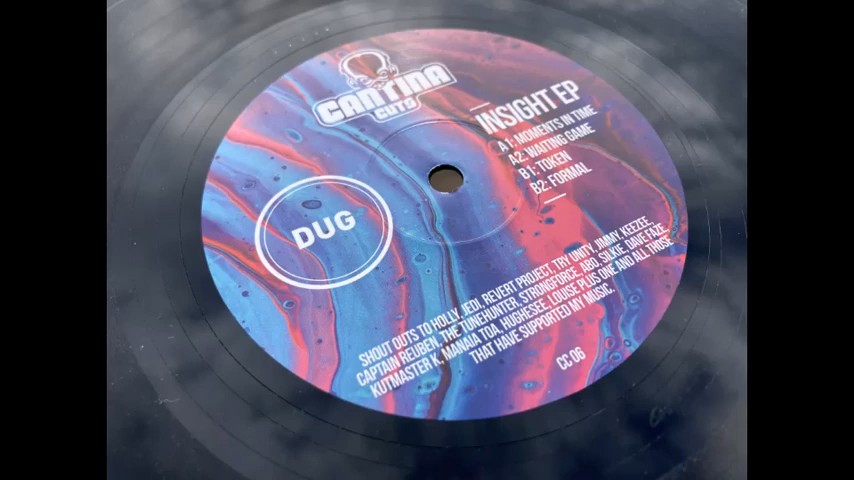 CANTINA
CUTS
INSIGHT EP
A1: MOMENTS IN TIME
A2: WAITING GAME
B1: TOKEN
B2: FORMAL
DUG
SHOUT OUTS TO HOLLY, JEDI, REVERT PROJECT, TRY UNITY, JIMMY, KEEZEE,
CAPTAIN REUBEN, THE TUNEHUNTER, STRONGFORCE, ABO, SILKIE, DAVE FAZE,
KUTMASTER K, MANAIA TOA, HUGHESEE, LOUISE PLUS ONE AND ALL THOSE
THAT HAVE SUPPORTED MY MUSIC.
CC.06